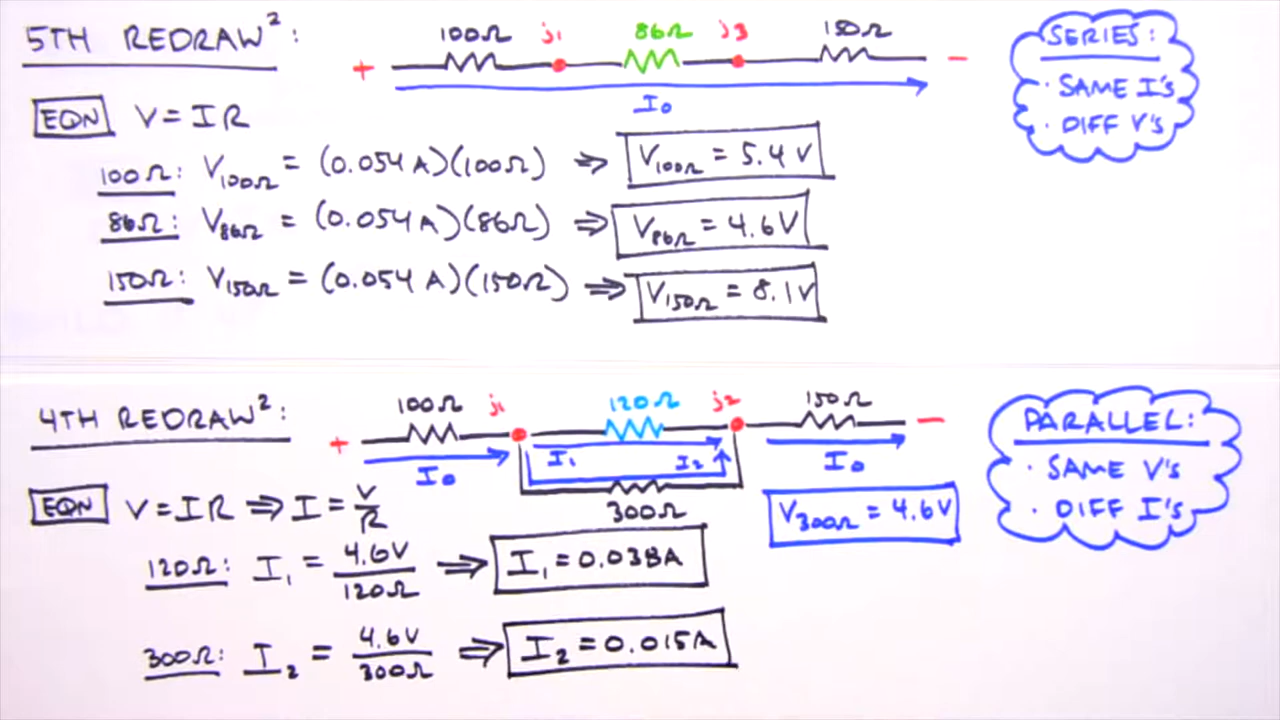 5TH REDRAW²:
100Ω j₁ 86Ω j₃ 150Ω
+ −
I₀
SERIES:
· SAME I's
· DIFF V's
EQN V = IR
100Ω: V₁₀₀Ω = (0.054 A)(100Ω) ⇒ V₁₀₀Ω = 5.4 V
86Ω: V₈₆Ω = (0.054 A)(86Ω) ⇒ V₈₆Ω = 4.6 V
150Ω: V₁₅₀Ω = (0.054 A)(150Ω) ⇒ V₁₅₀Ω = 8.1 V
4TH REDRAW²:
100Ω j₁ 120Ω j₂ 150Ω
+ −
I₀ I₁ I₂ I₀
300Ω
V₃₀₀Ω = 4.6V
PARALLEL:
· SAME V's
· DIFF I's
EQN V = IR ⇒ I = V/R
120Ω: I₁ = 4.6V/120Ω ⇒ I₁ = 0.038A
300Ω: I₂ = 4.6V/300Ω ⇒ I₂ = 0.015A